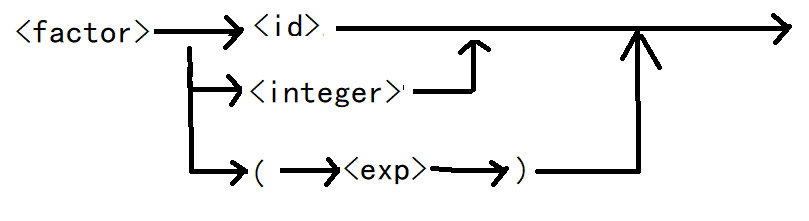 <factor> <id>
<integer>
( <exp> )